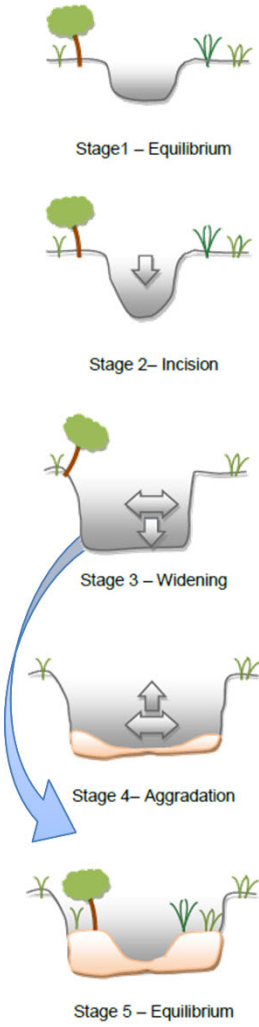 Stage1 – Equilibrium
Stage 2– Incision
Stage 3 – Widening
Stage 4– Aggradation
Stage 5 – Equilibrium